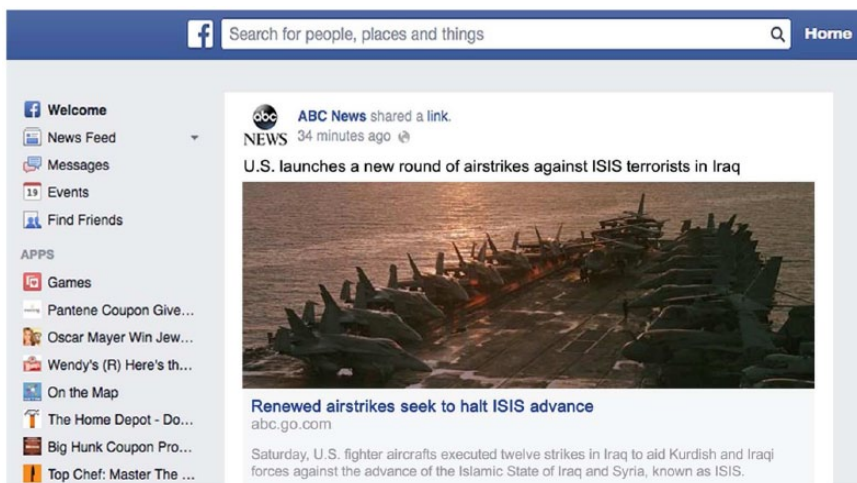 f
Search for people, places and things
Home
Welcome
News Feed
Messages
19 Events
Find Friends
APPS
Games
Pantene Coupon Give...
Oscar Mayer Win Jew...
Wendy's (R) Here's th...
On the Map
The Home Depot - Do...
Big Hunk Coupon Pro...
Top Chef: Master The ...
abc
NEWS
ABC News shared a link.
34 minutes ago
U.S. launches a new round of airstrikes against ISIS terrorists in Iraq
Renewed airstrikes seek to halt ISIS advance
abc.go.com
Saturday, U.S. fighter aircrafts executed twelve strikes in Iraq to aid Kurdish and Iraqi
forces against the advance of the Islamic State of Iraq and Syria, known as ISIS.